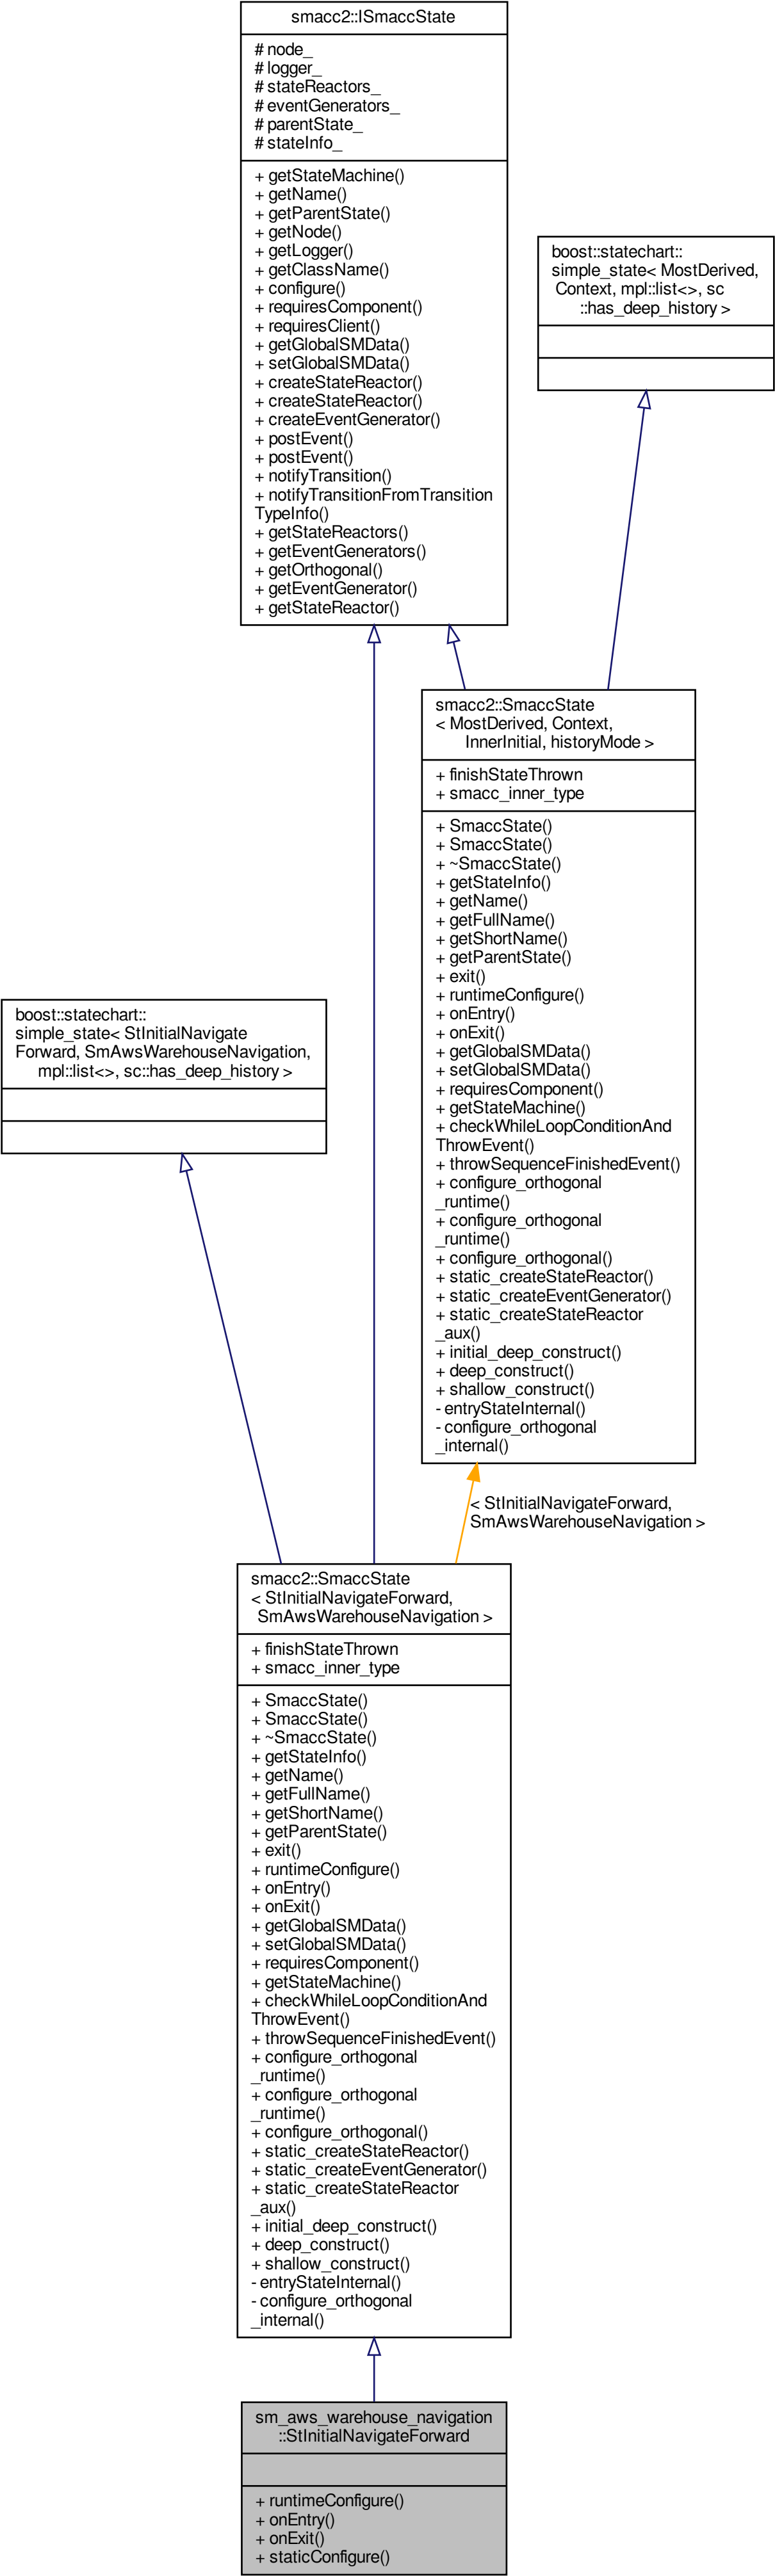 smacc2::ISmaccState
# node_
# logger_
# stateReactors_
# eventGenerators_
# parentState_
# stateInfo_
+ getStateMachine()
+ getName()
+ getParentState()
+ getNode()
+ getLogger()
+ getClassName()
+ configure()
+ requiresComponent()
+ requiresClient()
+ getGlobalSMData()
+ setGlobalSMData()
+ createStateReactor()
+ createStateReactor()
+ createEventGenerator()
+ postEvent()
+ postEvent()
+ notifyTransition()
+ notifyTransitionFromTransition
TypeInfo()
+ getStateReactors()
+ getEventGenerators()
+ getOrthogonal()
+ getEventGenerator()
+ getStateReactor()
boost::statechart::
simple_state< MostDerived,
Context, mpl::list<>, sc
::has_deep_history >
smacc2::SmaccState
< MostDerived, Context,
InnerInitial, historyMode >
+ finishStateThrown
+ smacc_inner_type
+ SmaccState()
+ SmaccState()
+ ~SmaccState()
+ getStateInfo()
+ getName()
+ getFullName()
+ getShortName()
+ getParentState()
+ exit()
+ runtimeConfigure()
+ onEntry()
+ onExit()
+ getGlobalSMData()
+ setGlobalSMData()
+ requiresComponent()
+ getStateMachine()
+ checkWhileLoopConditionAnd
ThrowEvent()
+ throwSequenceFinishedEvent()
+ configure_orthogonal
_runtime()
+ configure_orthogonal
_runtime()
+ configure_orthogonal()
+ static_createStateReactor()
+ static_createEventGenerator()
+ static_createStateReactor
_aux()
+ initial_deep_construct()
+ deep_construct()
+ shallow_construct()
- entryStateInternal()
- configure_orthogonal
_internal()
boost::statechart::
simple_state< StInitialNavigate
Forward, SmAwsWarehouseNavigation,
mpl::list<>, sc::has_deep_history >
< StInitialNavigateForward,
SmAwsWarehouseNavigation >
smacc2::SmaccState
< StInitialNavigateForward,
SmAwsWarehouseNavigation >
+ finishStateThrown
+ smacc_inner_type
+ SmaccState()
+ SmaccState()
+ ~SmaccState()
+ getStateInfo()
+ getName()
+ getFullName()
+ getShortName()
+ getParentState()
+ exit()
+ runtimeConfigure()
+ onEntry()
+ onExit()
+ getGlobalSMData()
+ setGlobalSMData()
+ requiresComponent()
+ getStateMachine()
+ checkWhileLoopConditionAnd
ThrowEvent()
+ throwSequenceFinishedEvent()
+ configure_orthogonal
_runtime()
+ configure_orthogonal
_runtime()
+ configure_orthogonal()
+ static_createStateReactor()
+ static_createEventGenerator()
+ static_createStateReactor
_aux()
+ initial_deep_construct()
+ deep_construct()
+ shallow_construct()
- entryStateInternal()
- configure_orthogonal
_internal()
sm_aws_warehouse_navigation
::StInitialNavigateForward
+ runtimeConfigure()
+ onEntry()
+ onExit()
+ staticConfigure()